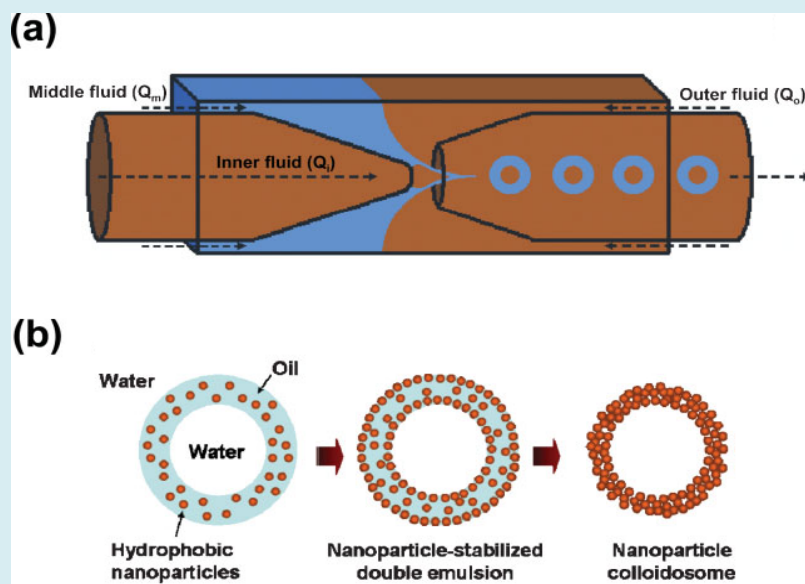 (a)
Middle fluid (Qm)
Outer fluid (Qo)
Inner fluid (Qi)
(b)
Water
Oil
Water
Hydrophobic
nanoparticles
Nanoparticle-stabilized
double emulsion
Nanoparticle
colloidosome